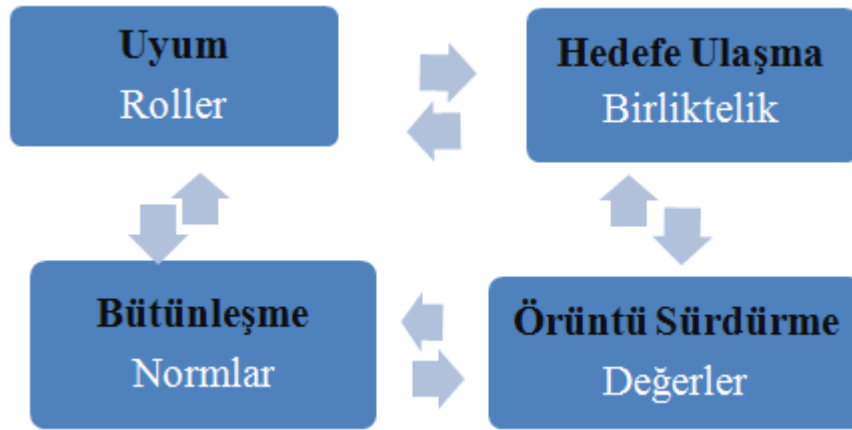 Uyum
Roller
Hedefe Ulaşma
Birliktelik
Bütünleşme
Normlar
Örüntü Sürdürme
Değerler